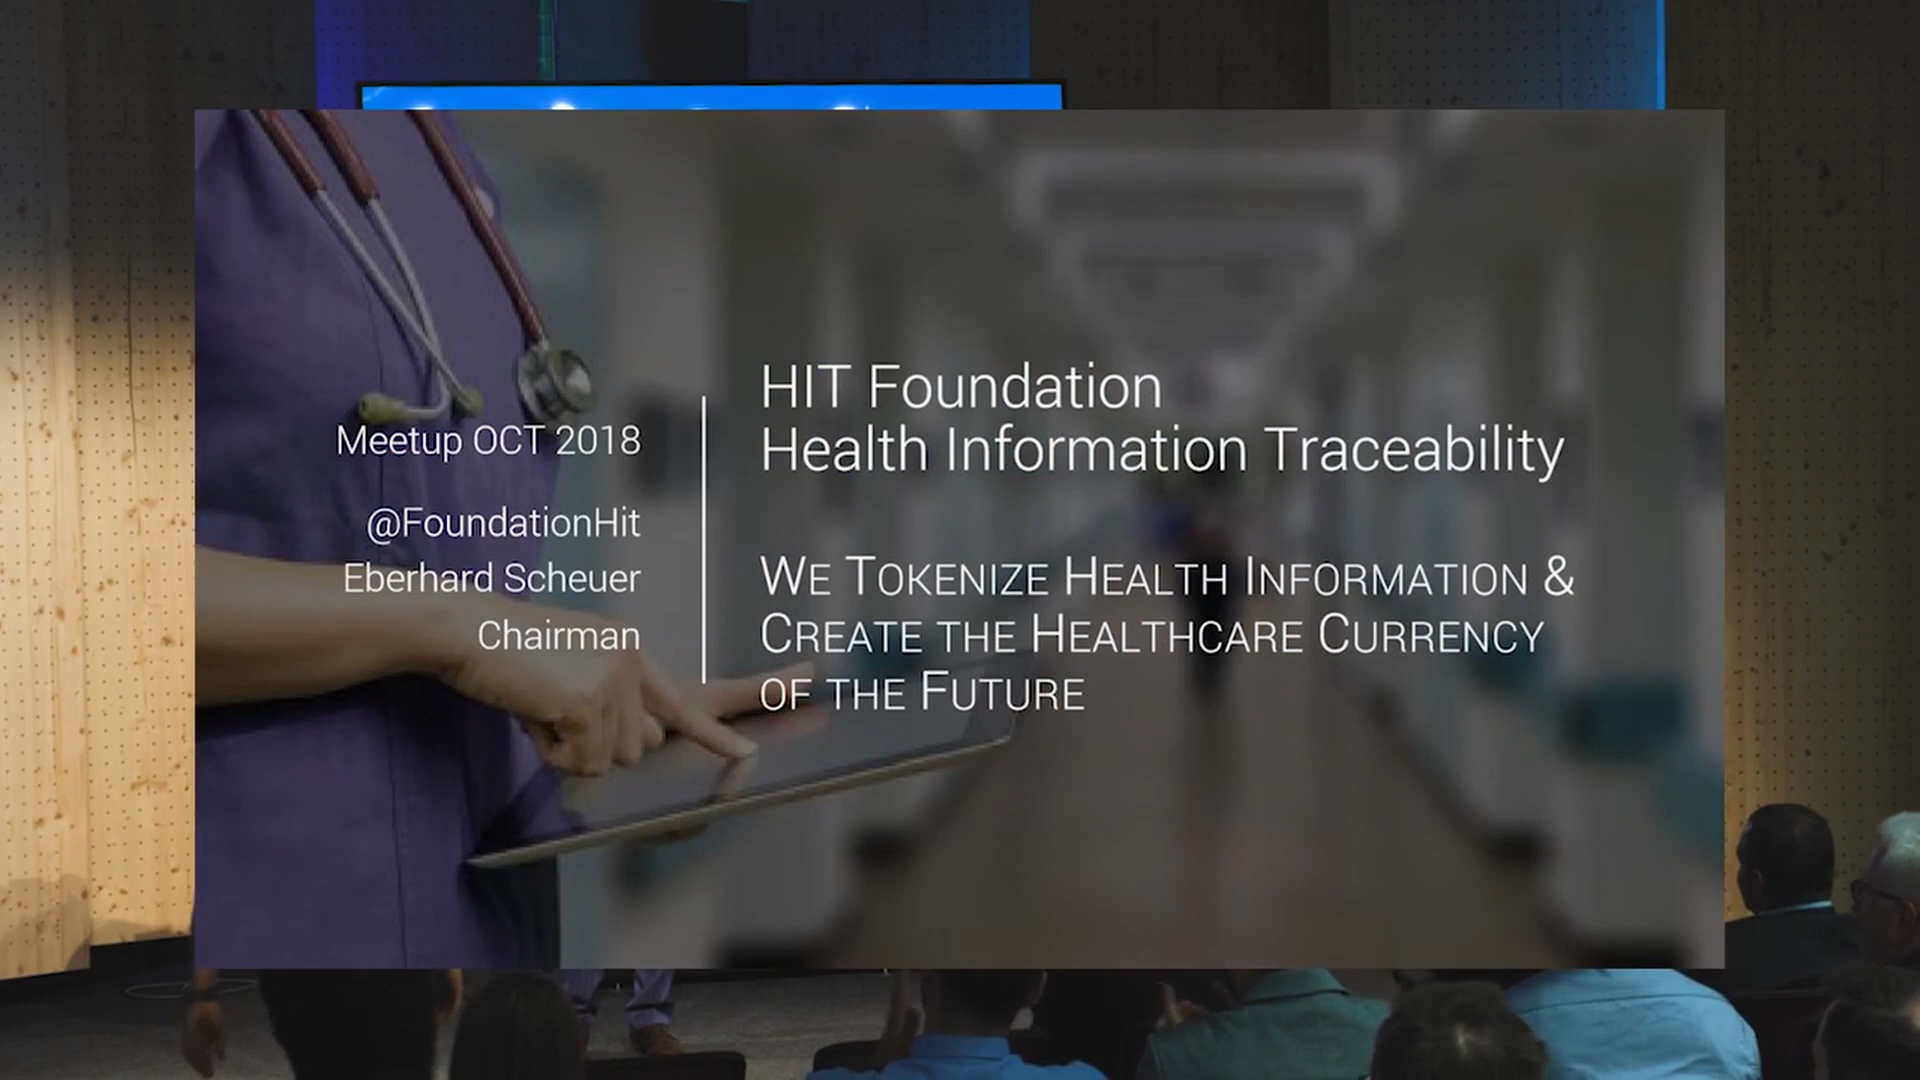 Meetup OCT 2018
@FoundationHit
Eberhard Scheuer
Chairman
HIT Foundation
Health Information Traceability
WE TOKENIZE HEALTH INFORMATION &
CREATE THE HEALTHCARE CURRENCY
OF THE FUTURE